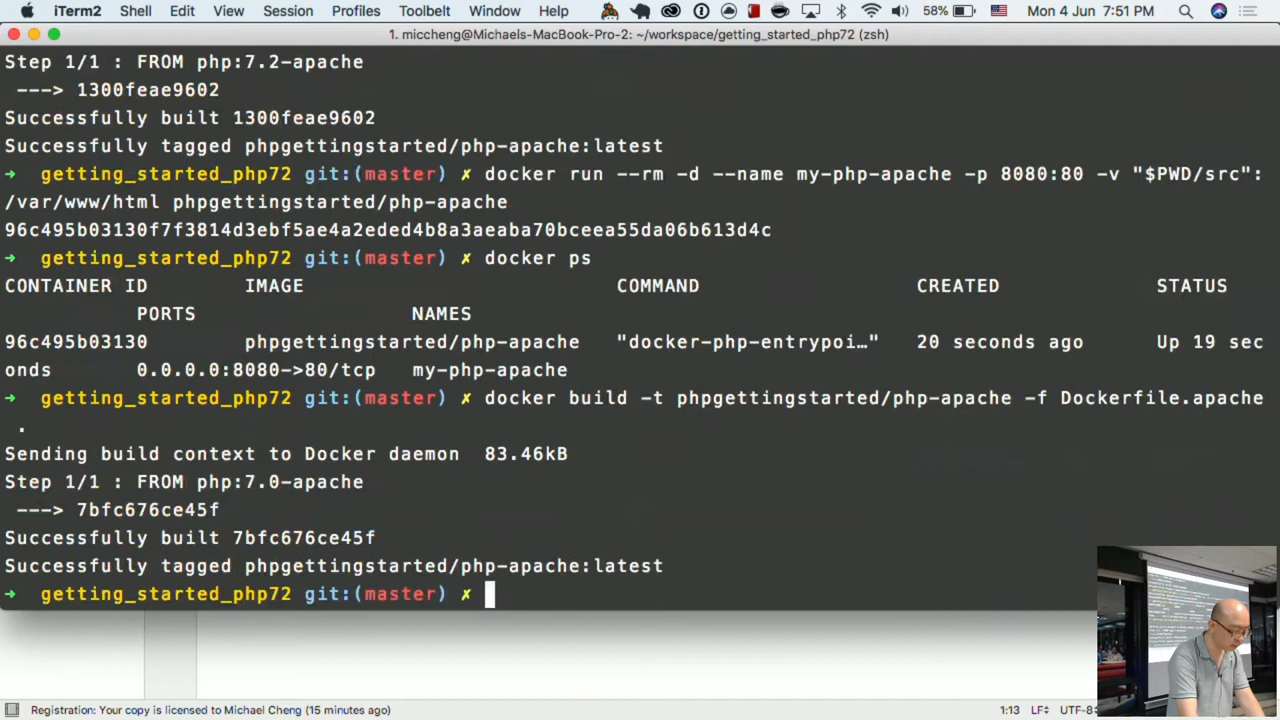 iTerm2 Shell Edit View Session Profiles Toolbelt Window Help 58% Mon 4 Jun 7:51 PM
1. miccheng@Michaels-MacBook-Pro-2: ~/workspace/getting_started_php72 (zsh)
Step 1/1 : FROM php:7.2-apache
---> 1300feae9602
Successfully built 1300feae9602
Successfully tagged phpgettingstarted/php-apache:latest
➜ getting_started_php72 git:(master) ✗ docker run --rm -d --name my-php-apache -p 8080:80 -v "$PWD/src":
/var/www/html phpgettingstarted/php-apache
96c495b03130f7f3814d3ebf5ae4a2eded4b8a3aeaba70bceea55da06b613d4c
➜ getting_started_php72 git:(master) ✗ docker ps
CONTAINER ID IMAGE COMMAND CREATED STATUS
PORTS NAMES
96c495b03130 phpgettingstarted/php-apache "docker-php-entrypoi…" 20 seconds ago Up 19 sec
onds 0.0.0.0:8080->80/tcp my-php-apache
➜ getting_started_php72 git:(master) ✗ docker build -t phpgettingstarted/php-apache -f Dockerfile.apache
.
Sending build context to Docker daemon 83.46kB
Step 1/1 : FROM php:7.0-apache
---> 7bfc676ce45f
Successfully built 7bfc676ce45f
Successfully tagged phpgettingstarted/php-apache:latest
➜ getting_started_php72 git:(master) ✗
Registration: Your copy is licensed to Michael Cheng (15 minutes ago) 1:13 LF UTF-8